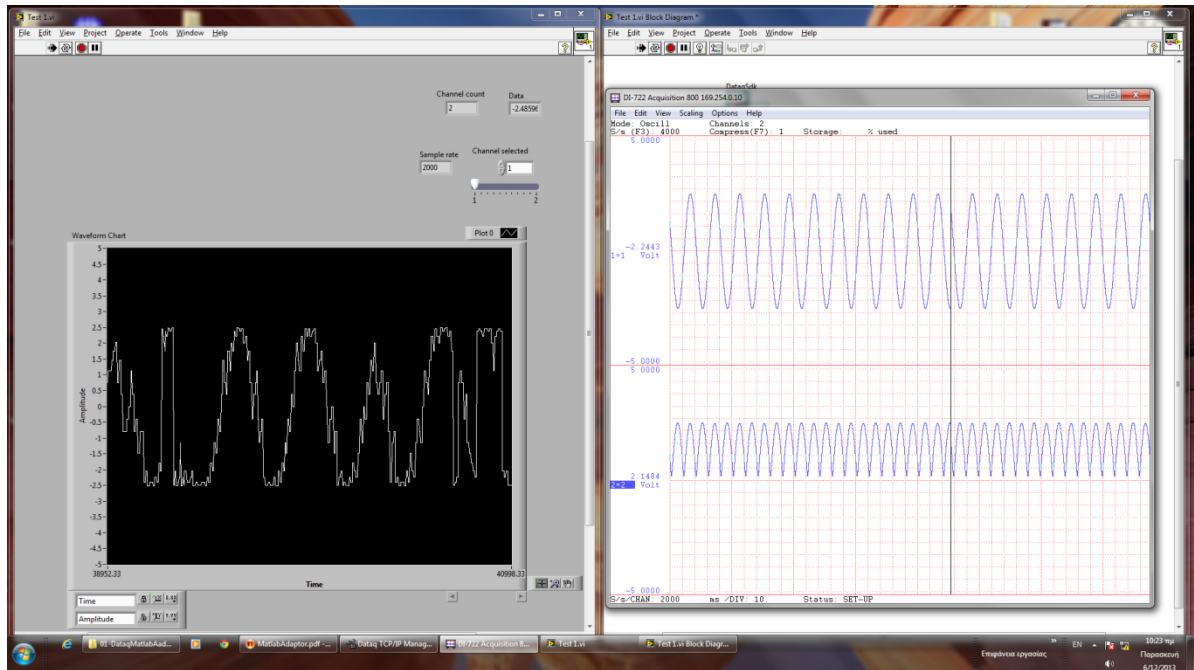 Test 1.vi
File Edit View Project Operate Tools Window Help
Channel count
2
Data
-2.4859
Sample rate
2000
Channel selected
1
1 2
Waveform Chart
Plot 0
5-
4.5-
4-
3.5-
3-
2.5-
2-
1.5-
1-
0.5-
0-
-0.5-
-1-
-1.5-
-2-
-2.5-
-3-
-3.5-
-4-
-4.5-
-5-
Amplitude
38952.33
40998.33
Time
Time
Amplitude
Test 1.vi Block Diagram *
File Edit View Project Operate Tools Window Help
DataqSdk
DI-722 Acquisition 800 169.254.0.10
File Edit View Scaling Options Help
Mode: Oscill Channels: 2
S/s (F3): 4000 Compress(F7): 1 Storage: % used
5.0000
-2.2443
1+1 Volt
-5.0000
5.0000
2.1484
2+2 Volt
-5.0000
S/s/CHAN: 2000 ms /DIV: 10. Status: SET-UP
01-DataqMatlabAad...
MatlabAdaptor.pdf -...
Dataq TCP/IP Manag...
DI-722 Acquisition 8...
Test 1.vi
Test 1.vi Block Diagr...
Επιφάνεια εργασίας
EN
10:23 πμ
Παρασκευή
6/12/2013